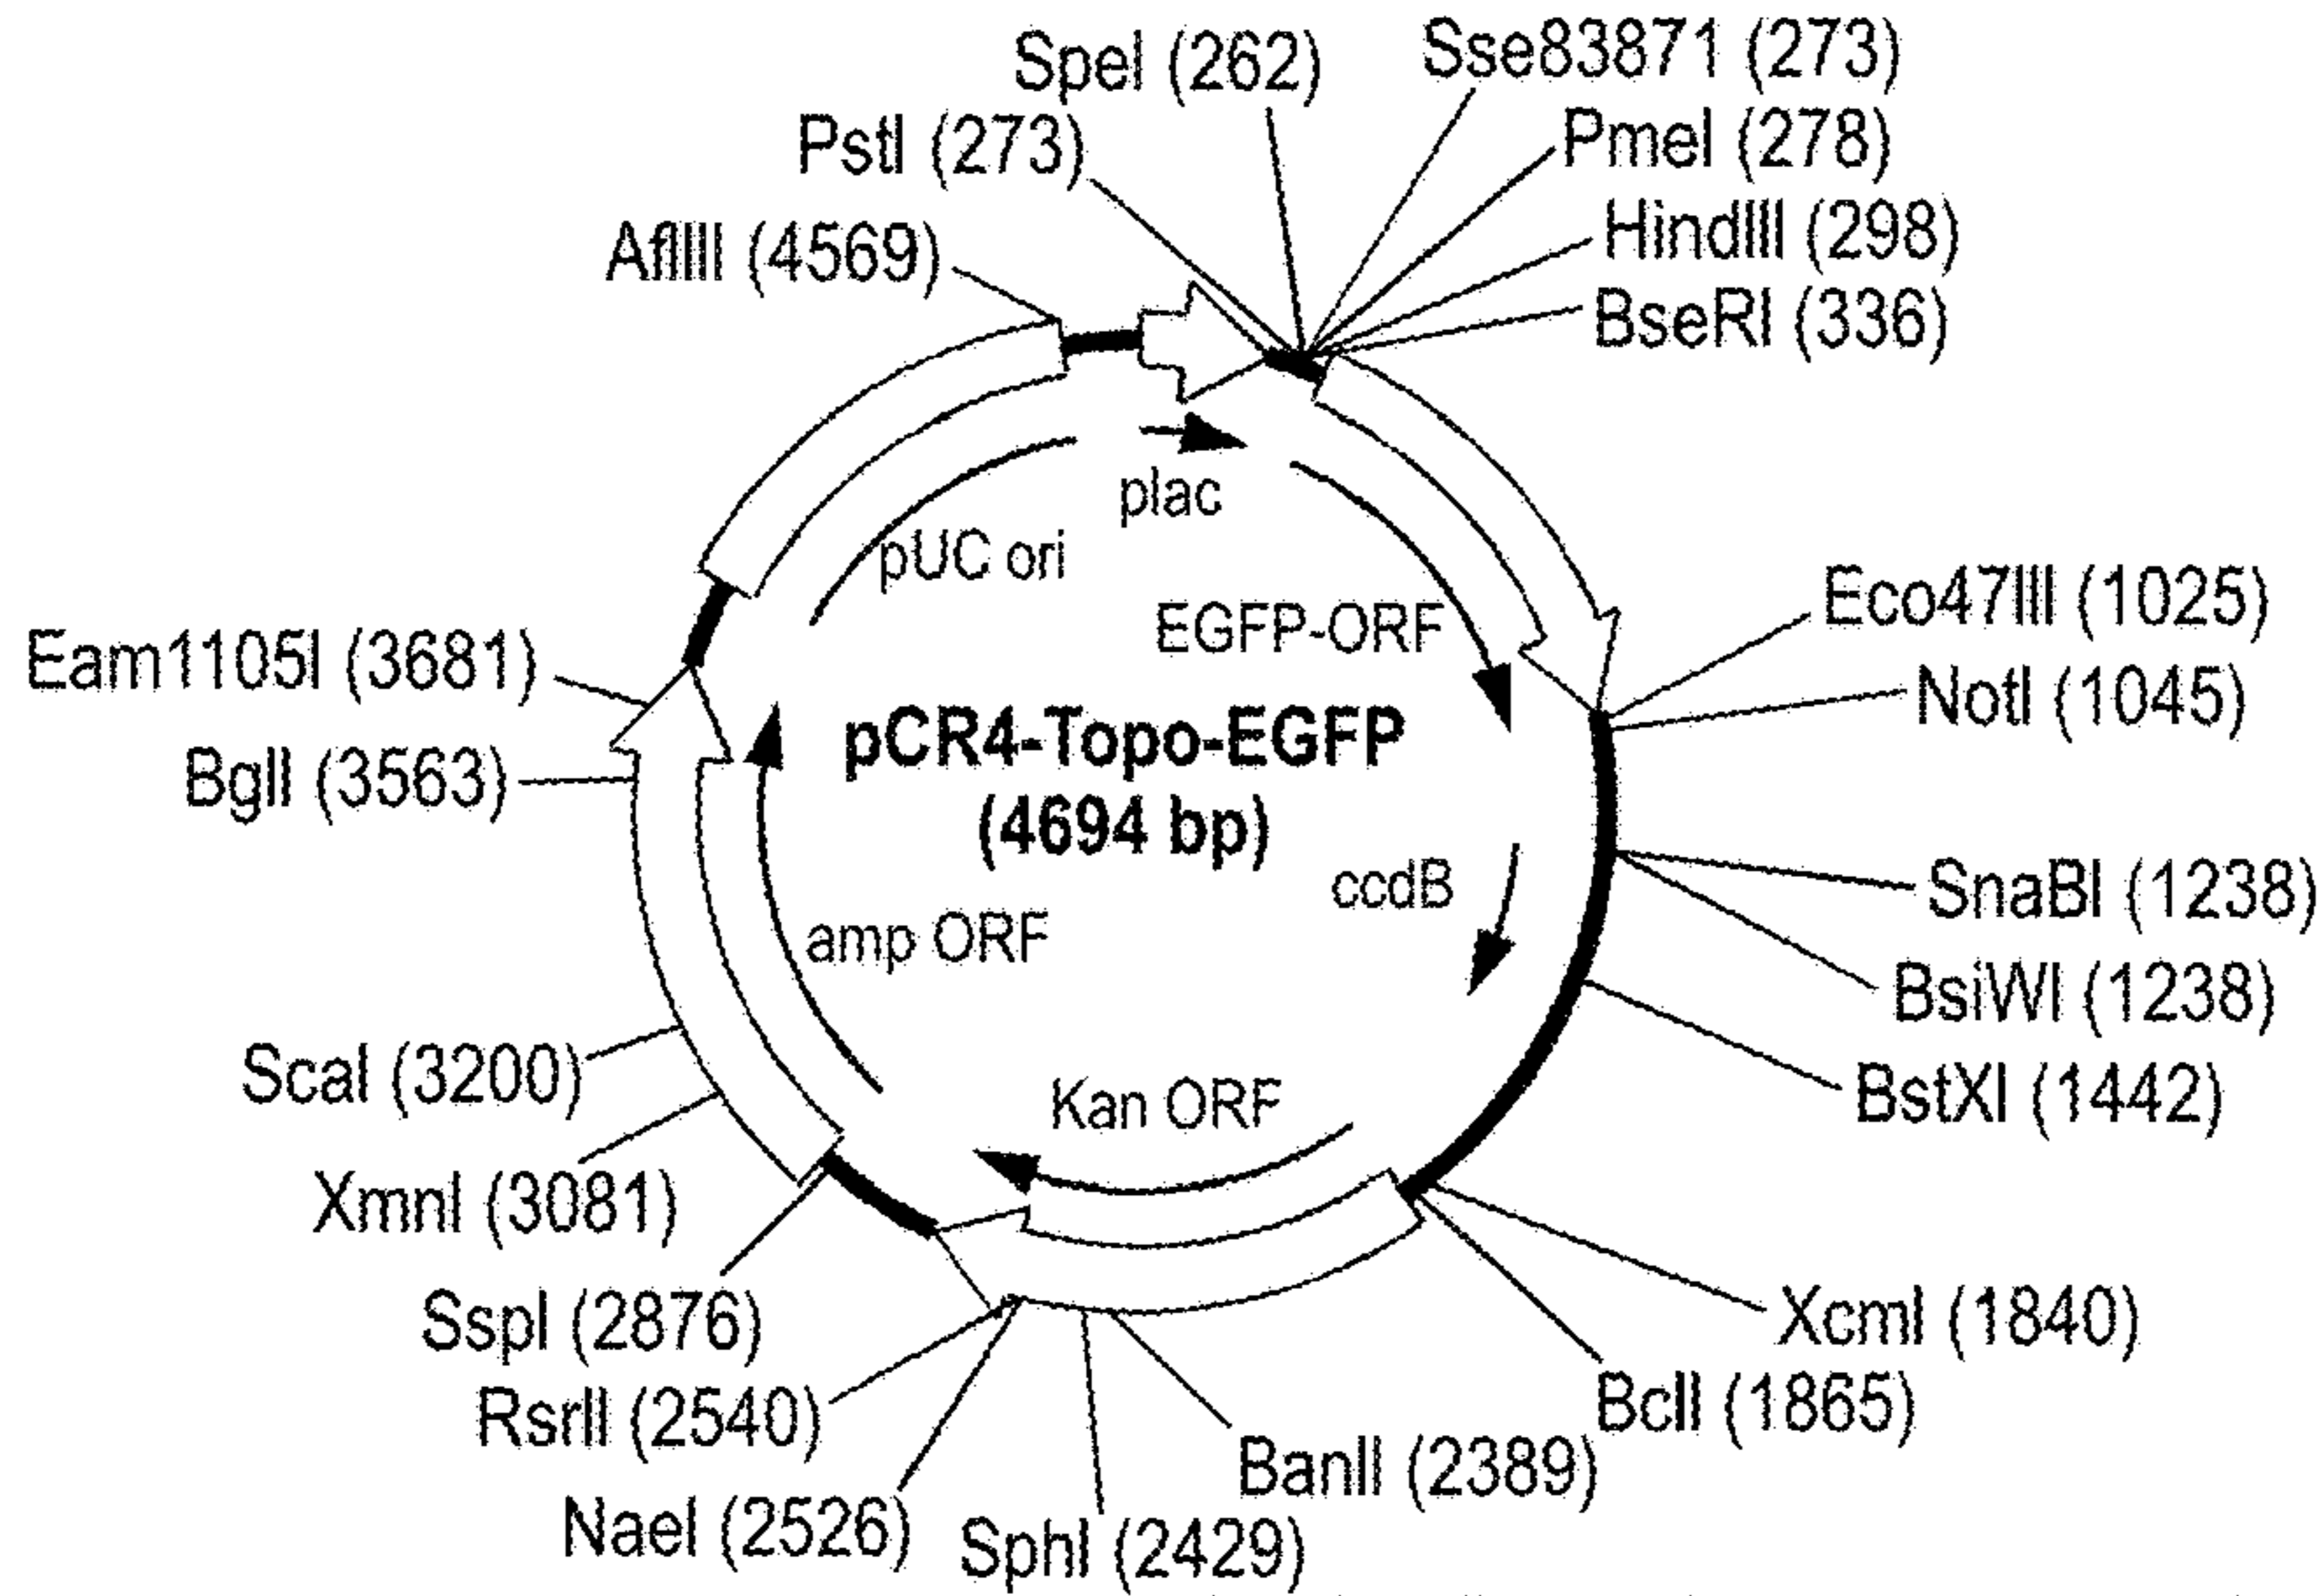 SpeI (262)
Sse83871 (273)
PstI (273)
PmeI (278)
AflIII (4569)
HindIII (298)
BseRI (336)
plac
pUC ori
EGFP-ORF
Eco47III (1025)
Eam1105I (3681)
NotI (1045)
pCR4-Topo-EGFP
(4694 bp)
BglI (3563)
ccdB
SnaBI (1238)
amp ORF
BsiWI (1238)
ScaI (3200)
Kan ORF
BstXI (1442)
XmnI (3081)
SspI (2876)
XcmI (1840)
RsrII (2540)
BclI (1865)
BanII (2389)
NaeI (2526)
SphI (2429)